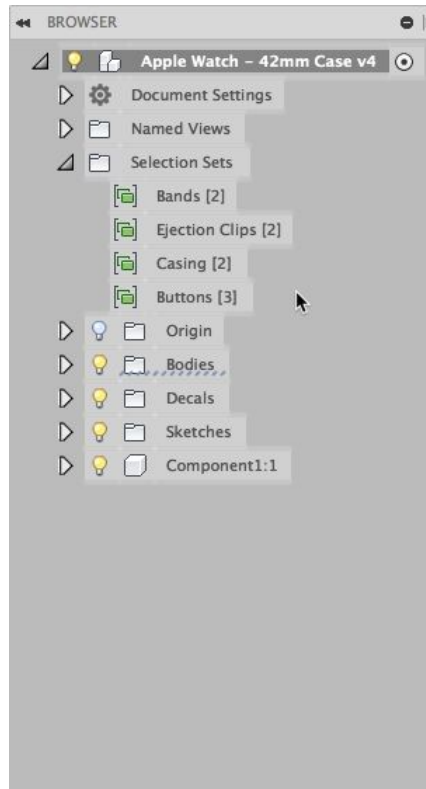 BROWSER
Apple Watch – 42mm Case v4
Document Settings
Named Views
Selection Sets
Bands [2]
Ejection Clips [2]
Casing [2]
Buttons [3]
Origin
Bodies
Decals
Sketches
Component1:1